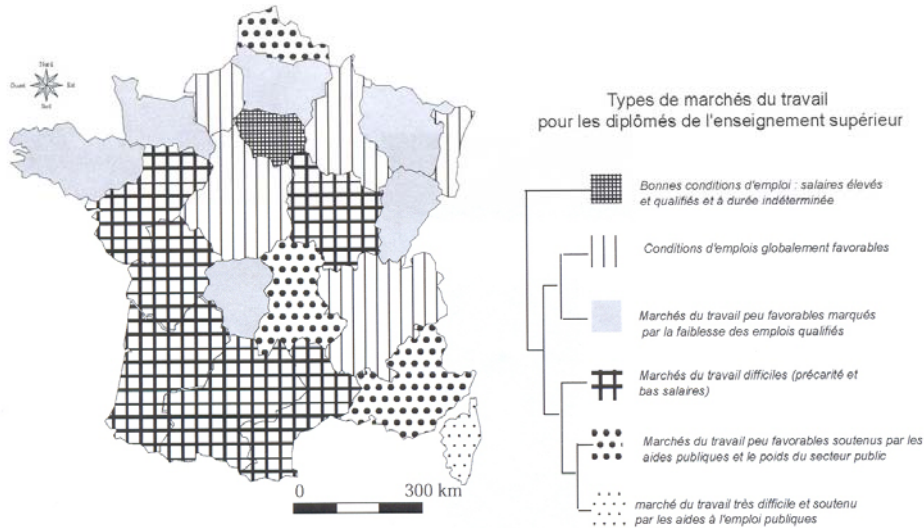 Nord
Ouest
Est
Sud
Types de marchés du travail
pour les diplômés de l'enseignement supérieur
Bonnes conditions d'emploi : salaires élevés
et qualifiés et à durée indéterminée
Conditions d'emplois globalement favorables
Marchés du travail peu favorables marqués
par la faiblesse des emplois qualifiés
Marchés du travail difficiles (précarité et
bas salaires)
Marchés du travail peu favorables soutenus par les
aides publiques et le poids du secteur public
marché du travail très difficile et soutenu
par les aides à l'emploi publiques
0 300 km